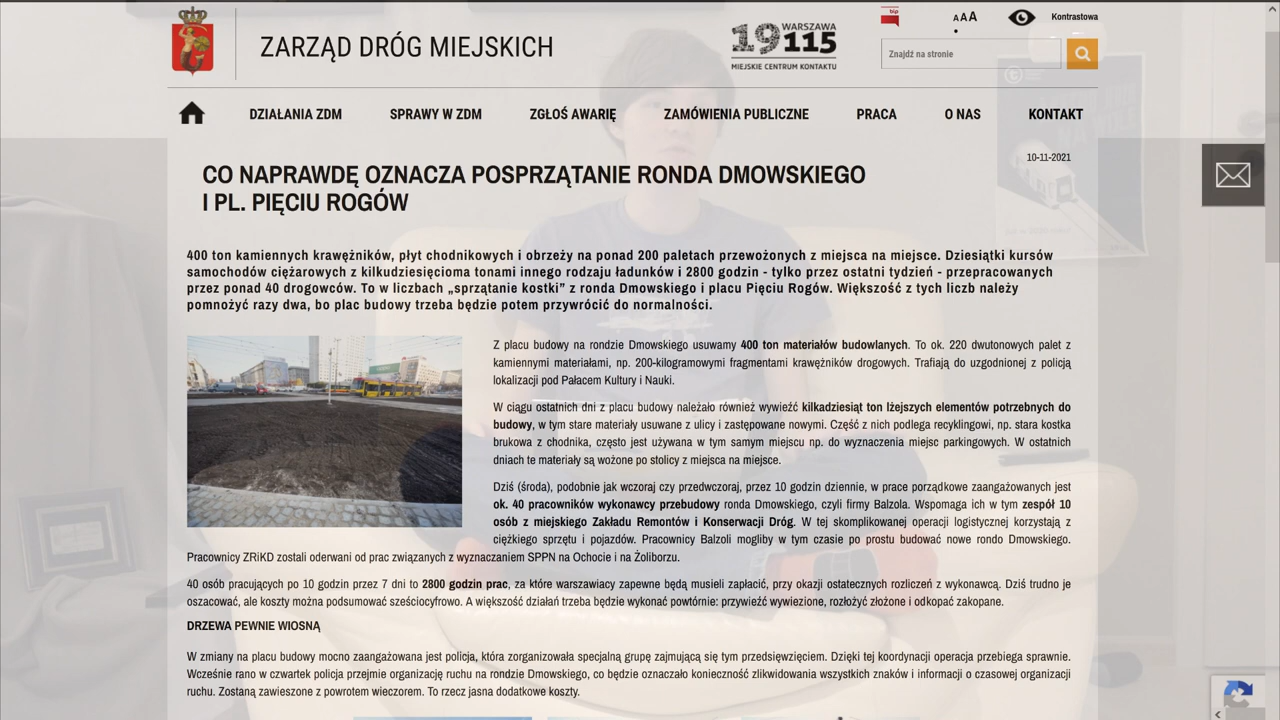 ZARZĄD DRÓG MIEJSKICH
19115 WARSZAWA
MIEJSKIE CENTRUM KONTAKTU
bip
A A A
Kontrastowa
Znajdź na stronie
DZIAŁANIA ZDM SPRAWY W ZDM ZGŁOŚ AWARIĘ ZAMÓWIENIA PUBLICZNE PRACA O NAS KONTAKT
10-11-2021
CO NAPRAWDĘ OZNACZA POSPRZĄTANIE RONDA DMOWSKIEGO
I PL. PIĘCIU ROGÓW
400 ton kamiennych krawężników, płyt chodnikowych i obrzeży na ponad 200 paletach przewożonych z miejsca na miejsce. Dziesiątki kursów
samochodów ciężarowych z kilkudziesięcioma tonami innego rodzaju ładunków i 2800 godzin - tylko przez ostatni tydzień - przepracowanych
przez ponad 40 drogowców. To w liczbach „sprzątanie kostki" z ronda Dmowskiego i placu Pięciu Rogów. Większość z tych liczb należy
pomnożyć razy dwa, bo plac budowy trzeba będzie potem przywrócić do normalności.
Z placu budowy na rondzie Dmowskiego usuwamy 400 ton materiałów budowlanych. To ok. 220 dwutonowych palet z
kamiennymi materiałami, np. 200-kilogramowymi fragmentami krawężników drogowych. Trafiają do uzgodnionej z policją
lokalizacji pod Pałacem Kultury i Nauki.
W ciągu ostatnich dni z placu budowy należało również wywieźć kilkadziesiąt ton lżejszych elementów potrzebnych do
budowy, w tym stare materiały usuwane z ulicy i zastępowane nowymi. Część z nich podlega recyklingowi, np. stara kostka
brukowa z chodnika, często jest używana w tym samym miejscu np. do wyznaczenia miejsc parkingowych. W ostatnich
dniach te materiały są wożone po stolicy z miejsca na miejsce.
Dziś (środa), podobnie jak wczoraj czy przedwczoraj, przez 10 godzin dziennie, w prace porządkowe zaangażowanych jest
ok. 40 pracowników wykonawcy przebudowy ronda Dmowskiego, czyli firmy Balzola. Wspomaga ich w tym zespół 10
osób z miejskiego Zakładu Remontów i Konserwacji Dróg. W tej skomplikowanej operacji logistycznej korzystają z
ciężkiego sprzętu i pojazdów. Pracownicy Balzoli mogliby w tym czasie po prostu budować nowe rondo Dmowskiego.
Pracownicy ZRiKD zostali oderwani od prac związanych z wyznaczaniem SPPN na Ochocie i na Żoliborzu.
40 osób pracujących po 10 godzin przez 7 dni to 2800 godzin prac, za które warszawiacy zapewne będą musieli zapłacić, przy okazji ostatecznych rozliczeń z wykonawcą. Dziś trudno je
oszacować, ale koszty można podsumować sześciocyfrowo. A większość działań trzeba będzie wykonać powtórnie: przywieźć wywiezione, rozłożyć złożone i odkopać zakopane.
DRZEWA PEWNIE WIOSNĄ
W zmiany na placu budowy mocno zaangażowana jest policja, która zorganizowała specjalną grupę zajmującą się tym przedsięwzięciem. Dzięki tej koordynacji operacja przebiega sprawnie.
Wcześnie rano w czwartek policja przejmie organizację ruchu na rondzie Dmowskiego, co będzie oznaczało konieczność zlikwidowania wszystkich znaków i informacji o czasowej organizacji
ruchu. Zostaną zawieszone z powrotem wieczorem. To rzecz jasna dodatkowe koszty.